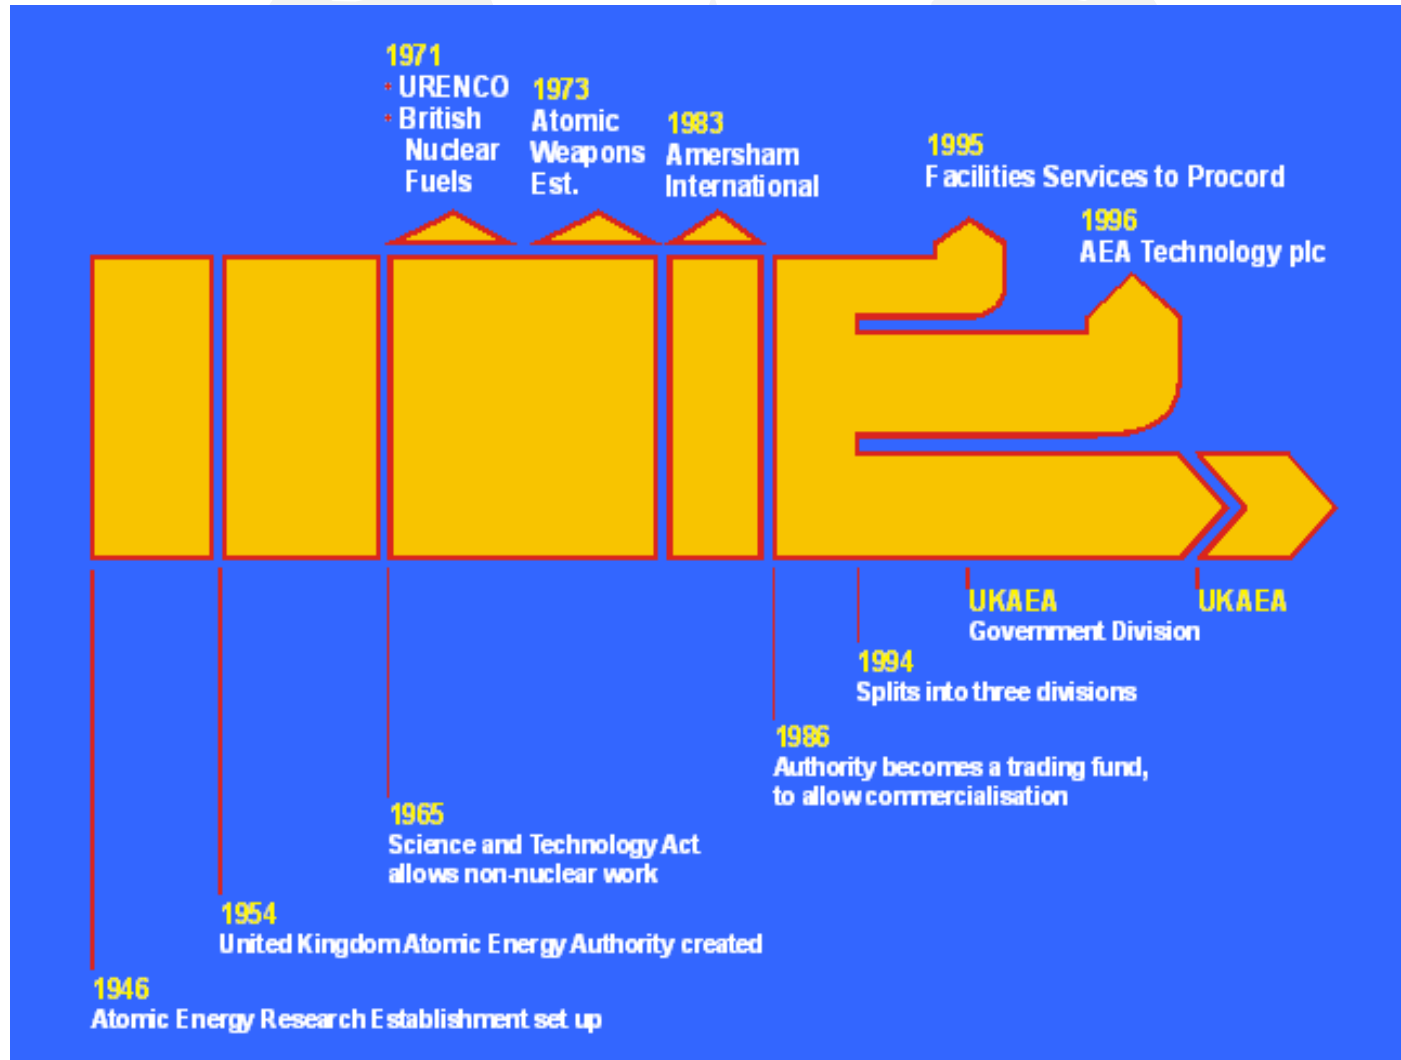 1971
• URENCO
• British
Nuclear
Fuels
1973
Atomic
Weapons
Est.
1983
Amersham
International
1995
Facilities Services to Procord
1996
AEA Technology plc
UKAEA
Government Division
UKAEA
1994
Splits into three divisions
1986
Authority becomes a trading fund,
to allow commercialisation
1965
Science and Technology Act
allows non-nuclear work
1954
United Kingdom Atomic Energy Authority created
1946
Atomic Energy Research Establishment set up